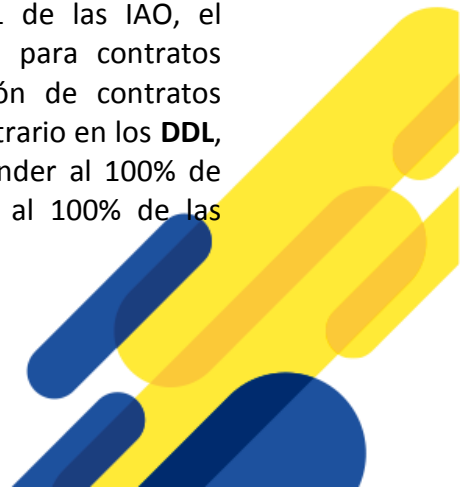 de las IAO, el
para contratos
ón de contratos
trario en los DDL,
nder al 100% de
al 100% de las